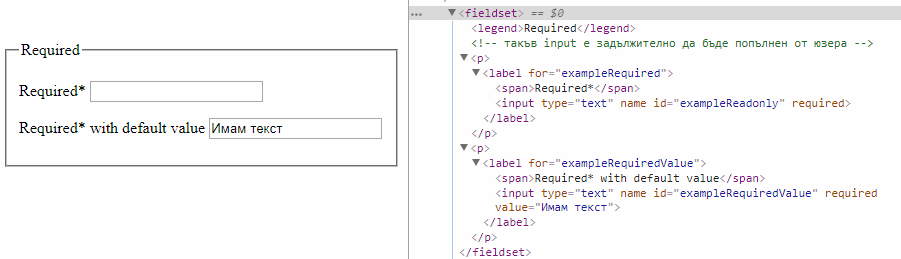 Required
Required*
Required* with default value Имам текст
<fieldset> == $0
<legend>Required</legend>
<!-- такъв input е задължително да бъде попълнен от юзера -->
<p>
<label for="exampleRequired">
<span>Required*</span>
<input type="text" name id="exampleReadonly" required>
</label>
</p>
<p>
<label for="exampleRequiredValue">
<span>Required* with default value</span>
<input type="text" name id="exampleRequiredValue" required
value="Имам текст">
</label>
</p>
</fieldset>